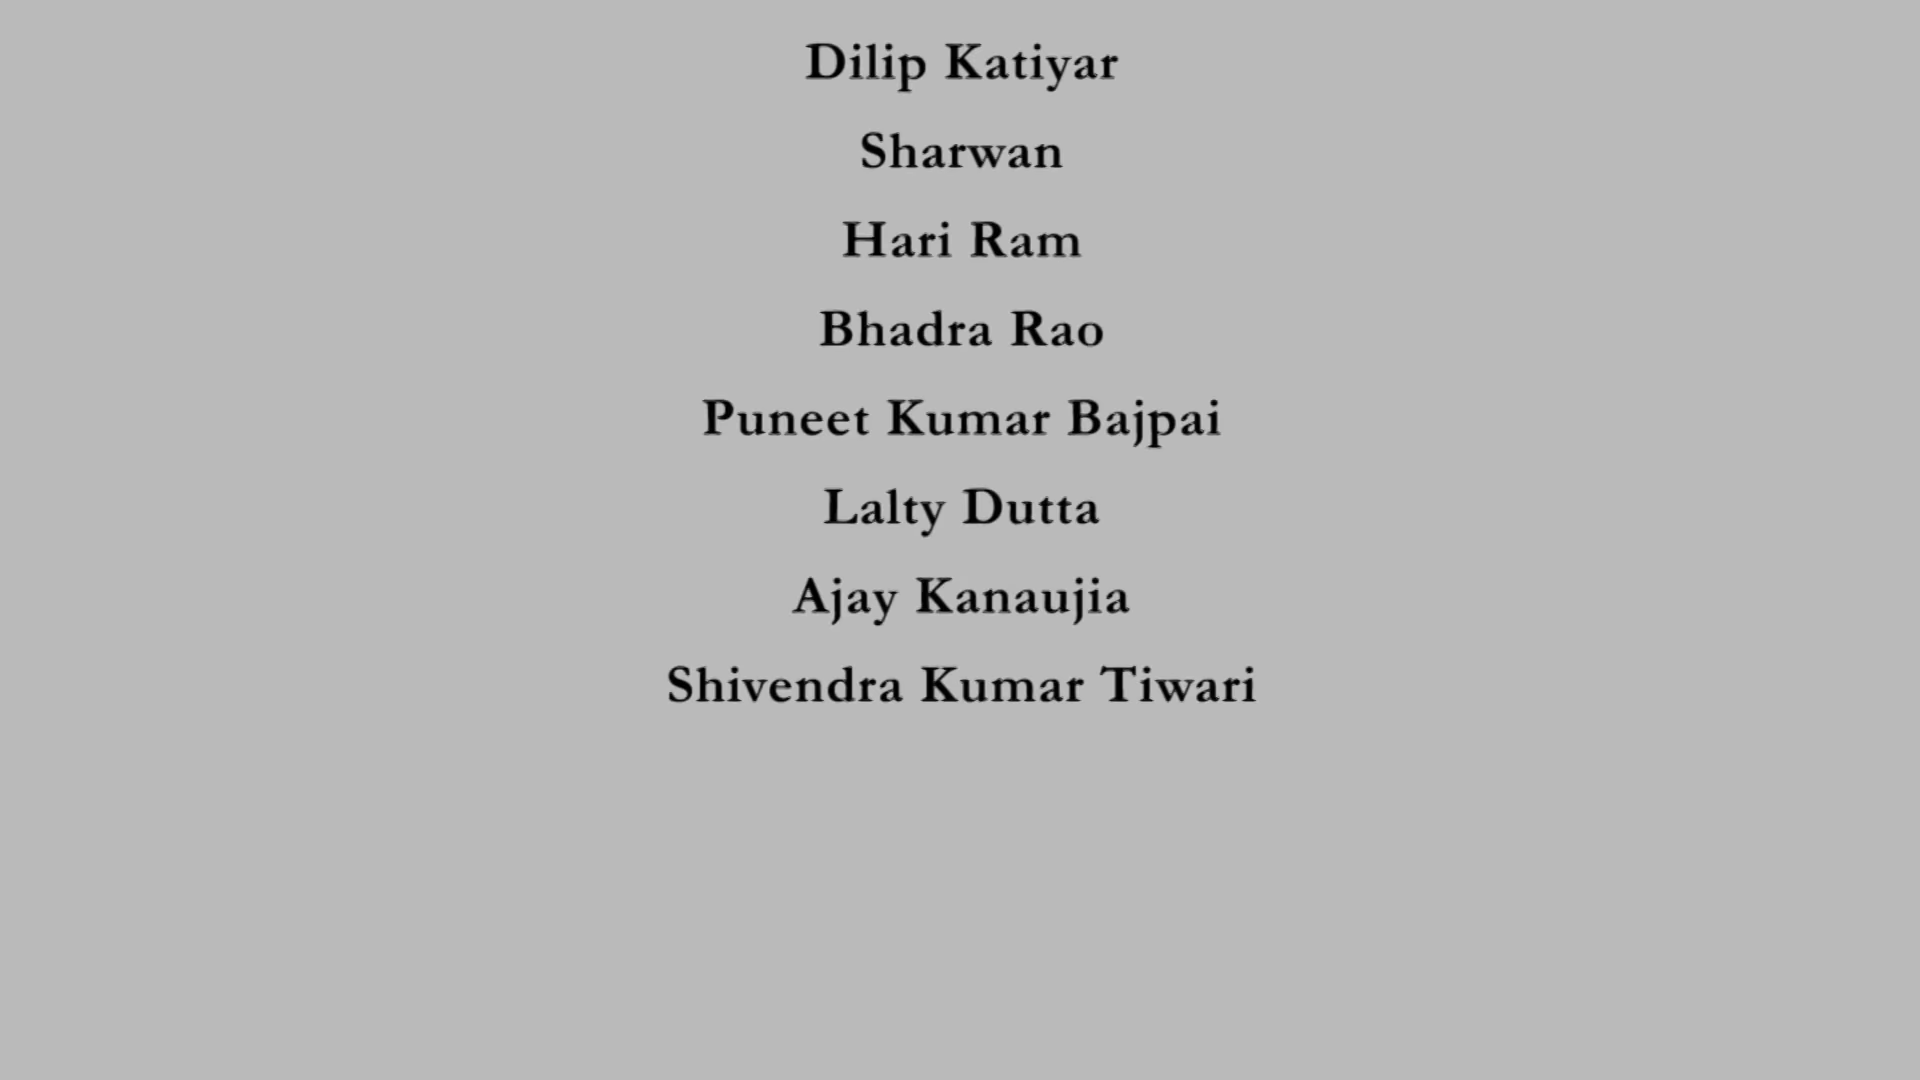 Dilip Katiyar
Sharwan
Hari Ram
Bhadra Rao
Puneet Kumar Bajpai
Lalty Dutta
Ajay Kanaujia
Shivendra Kumar Tiwari